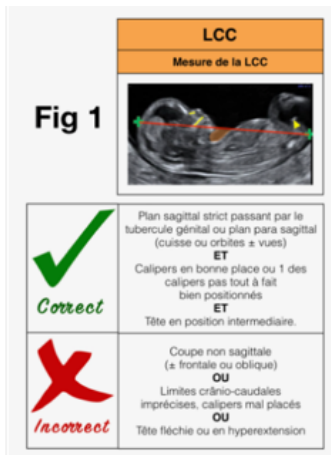 LCC
Mesure de la LCC
Fig 1
Plan sagittal strict passant par le
tubercule génital ou plan para sagittal
(cuisse ou orbites ± vues)
ET
Calipers en bonne place ou 1 des
calipers pas tout à fait
bien positionnés
ET
Tête en position intermediaire.
Correct
Coupe non sagittale
(± frontale ou oblique)
OU
Limites crânio-caudales
imprécises, calipers mal placés
OU
Tête fléchie ou en hyperextension
Incorrect